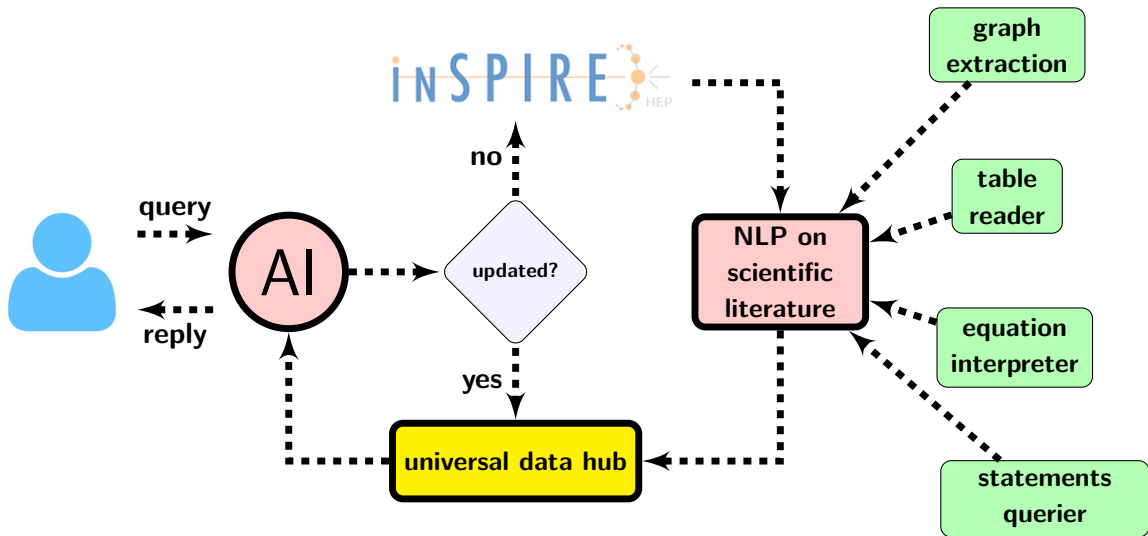 graph
extraction
inSPIRE
HEP
no
table
reader
query
NLP on
scientific
literature
AI
updated?
reply
equation
interpreter
yes
universal data hub
statements
querier